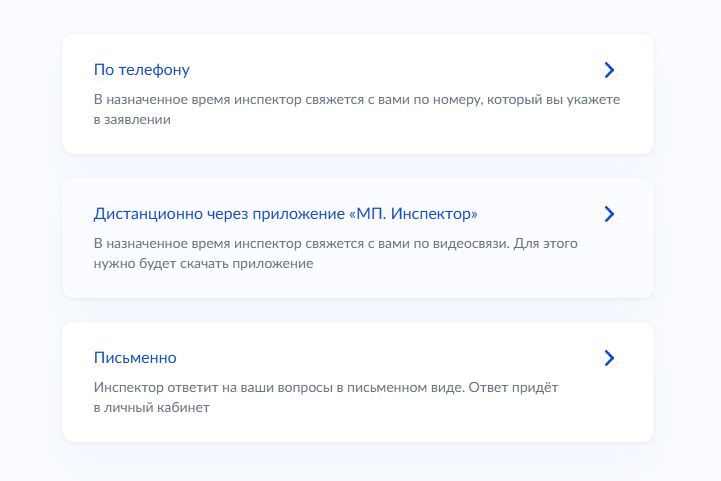 По телефону
В назначенное время инспектор свяжется с вами по номеру, который вы укажете
в заявлении
Дистанционно через приложение «МП. Инспектор»
В назначенное время инспектор свяжется с вами по видеосвязи. Для этого
нужно будет скачать приложение
Письменно
Инспектор ответит на ваши вопросы в письменном виде. Ответ придёт
в личный кабинет